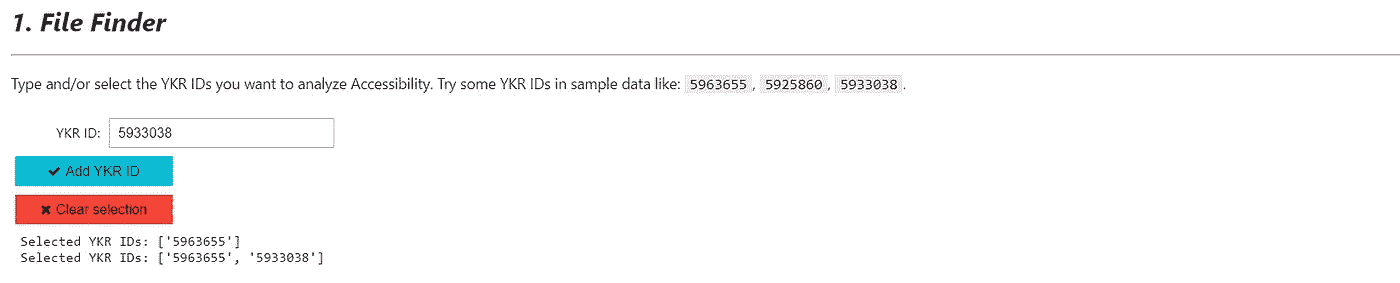 1. File Finder
Type and/or select the YKR IDs you want to analyze Accessibility. Try some YKR IDs in sample data like: 5963655, 5925860, 5933038.
YKR ID: 5933038
✔ Add YKR ID
✖ Clear selection
Selected YKR IDs: ['5963655']
Selected YKR IDs: ['5963655', '5933038']